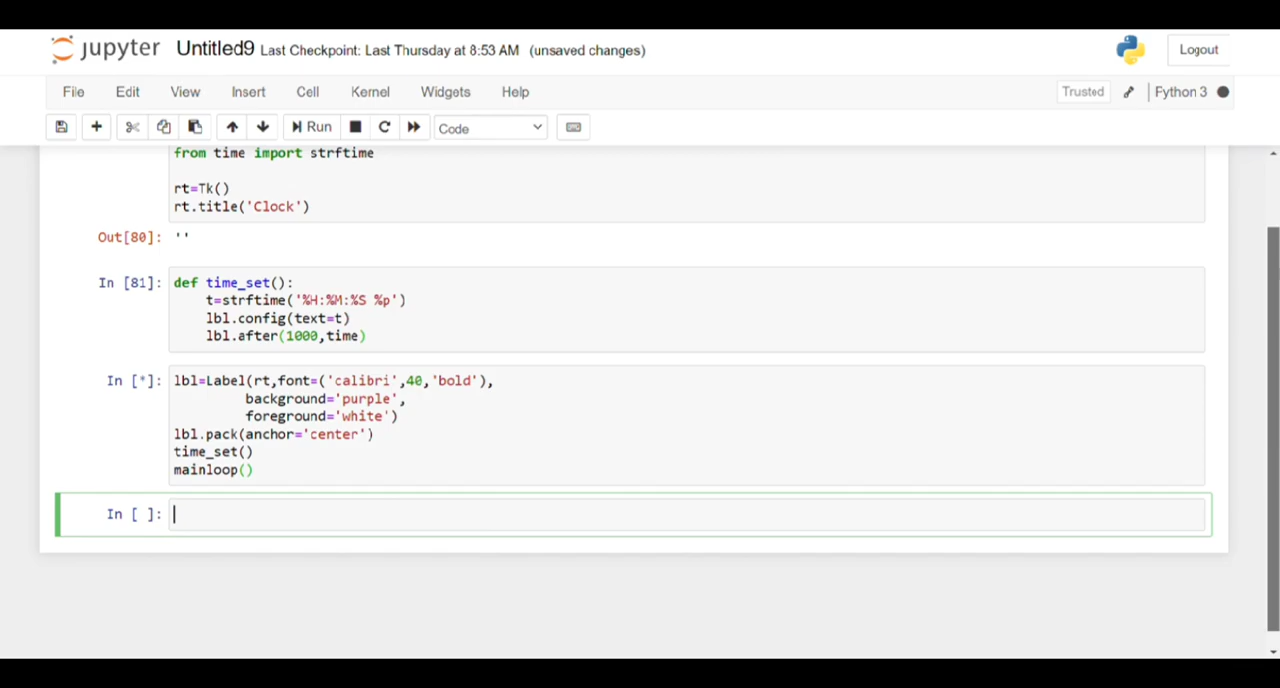 jupyter Untitled9 Last Checkpoint: Last Thursday at 8:53 AM (unsaved changes) Logout
File Edit View Insert Cell Kernel Widgets Help Trusted Python 3
Run Code
from time import strftime
rt=Tk()
rt.title('Clock')
Out[80]: ''
In [81]: def time_set():
    t=strftime('%H:%M:%S %p')
    lbl.config(text=t)
    lbl.after(1000,time)
In [*]: lbl=Label(rt,font=('calibri',40,'bold'),
         background='purple',
         foreground='white')
lbl.pack(anchor='center')
time_set()
mainloop()
In [ ]: